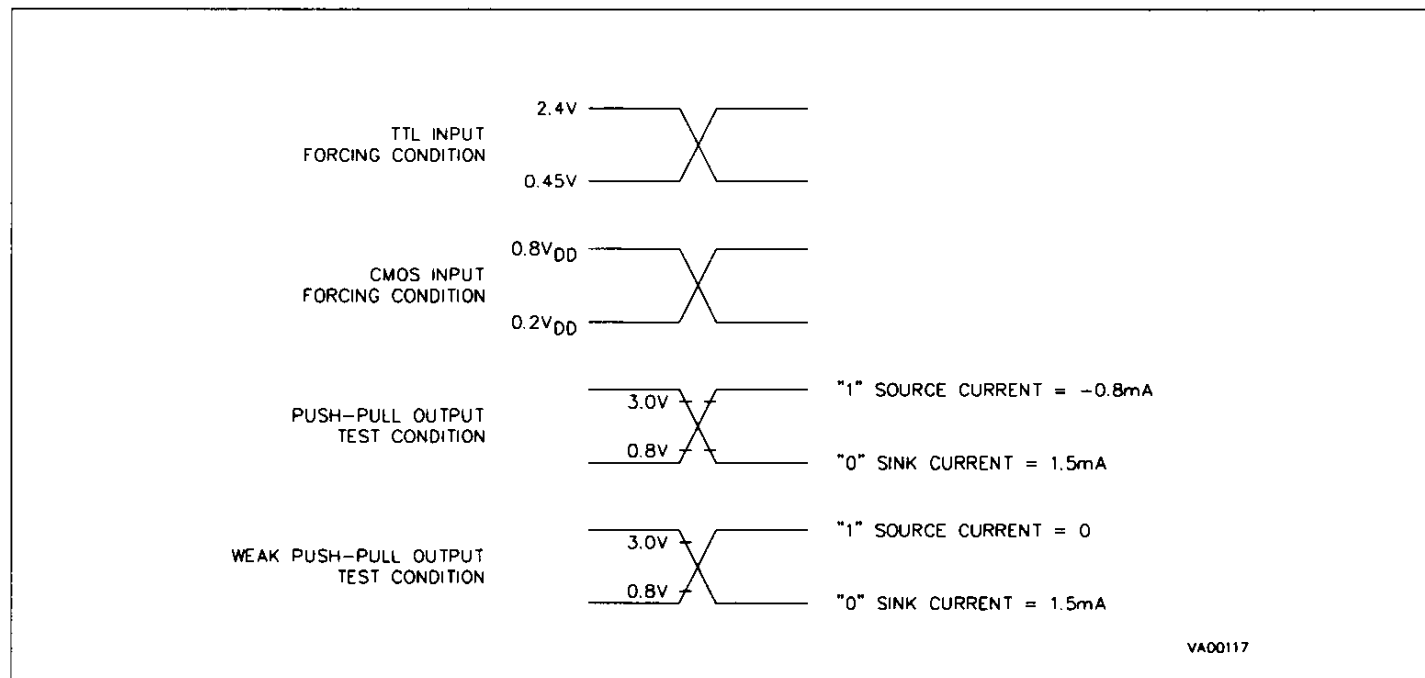 2.4V
TTL INPUT
FORCING CONDITION
0.45V
0.8VDD
CMOS INPUT
FORCING CONDITION
0.2VDD
"1" SOURCE CURRENT = -0.8mA
3.0V
PUSH-PULL OUTPUT
TEST CONDITION
0.8V
"0" SINK CURRENT = 1.5mA
"1" SOURCE CURRENT = 0
3.0V
WEAK PUSH-PULL OUTPUT
TEST CONDITION
0.8V
"0" SINK CURRENT = 1.5mA
VA00117